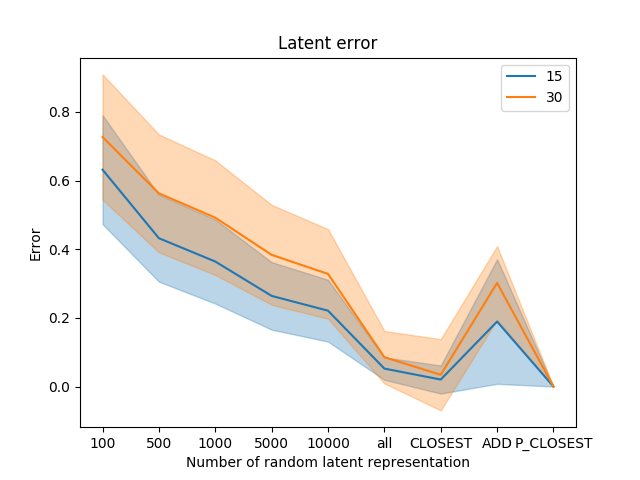 Latent error
15
30
Error
0.8
0.6
0.4
0.2
0.0
100 500 1000 5000 10000 all CLOSEST ADD P_CLOSEST
Number of random latent representation